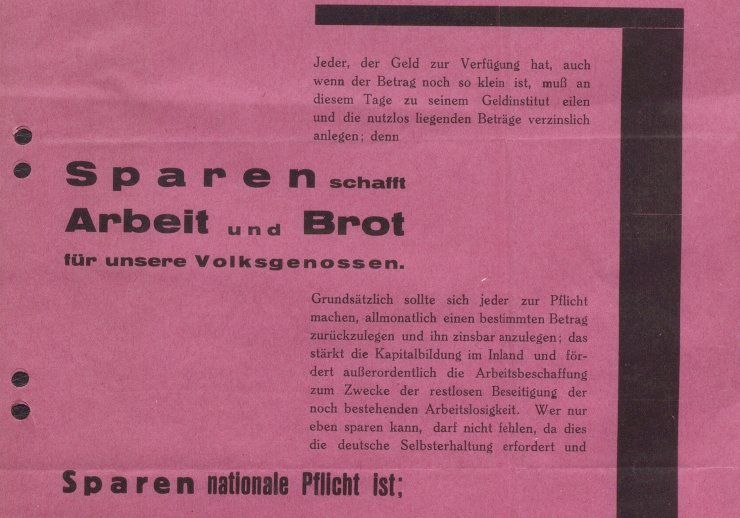 Jeder, der Geld zur Verfügung hat, auch
wenn der Betrag noch so klein ist, muß an
diesem Tage zu seinem Geldinstitut eilen
und die nutzlos liegenden Beträge verzinslich
anlegen; denn
Sparen schafft
Arbeit und Brot
für unsere Volksgenossen.
Grundsätzlich sollte sich jeder zur Pflicht
machen, allmonatlich einen bestimmten Betrag
zurückzulegen und ihn zinsbar anzulegen; das
stärkt die Kapitalbildung im Inland und för-
dert außerordentlich die Arbeitsbeschaffung
zum Zwecke der restlosen Beseitigung der
noch bestehenden Arbeitslosigkeit. Wer nur
eben sparen kann, darf nicht fehlen, da dies
die deutsche Selbsterhaltung erfordert und
Sparen nationale Pflicht ist;